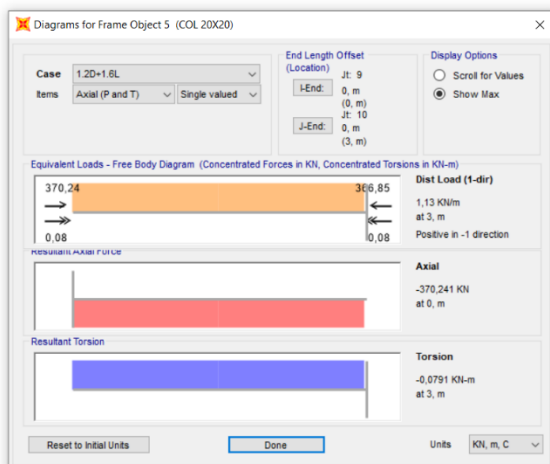 Diagrams for Frame Object 5 (COL 20X20)
Case 1.2D+1.6L
Items Axial (P and T) Single valued
End Length Offset
(Location)
I-End: Jt: 9
0, m
(0, m)
J-End: Jt: 10
0, m
(3, m)
Display Options
Scroll for Values
Show Max
Equivalent Loads - Free Body Diagram (Concentrated Forces in KN, Concentrated Torsions in KN-m)
370,24 366,85
0,08 0,08
Dist Load (1-dir)
1,13 KN/m
at 3, m
Positive in -1 direction
Resultant Axial Force
Axial
-370,241 KN
at 0, m
Resultant Torsion
Torsion
-0,0791 KN-m
at 3, m
Reset to Initial Units Done Units KN, m, C